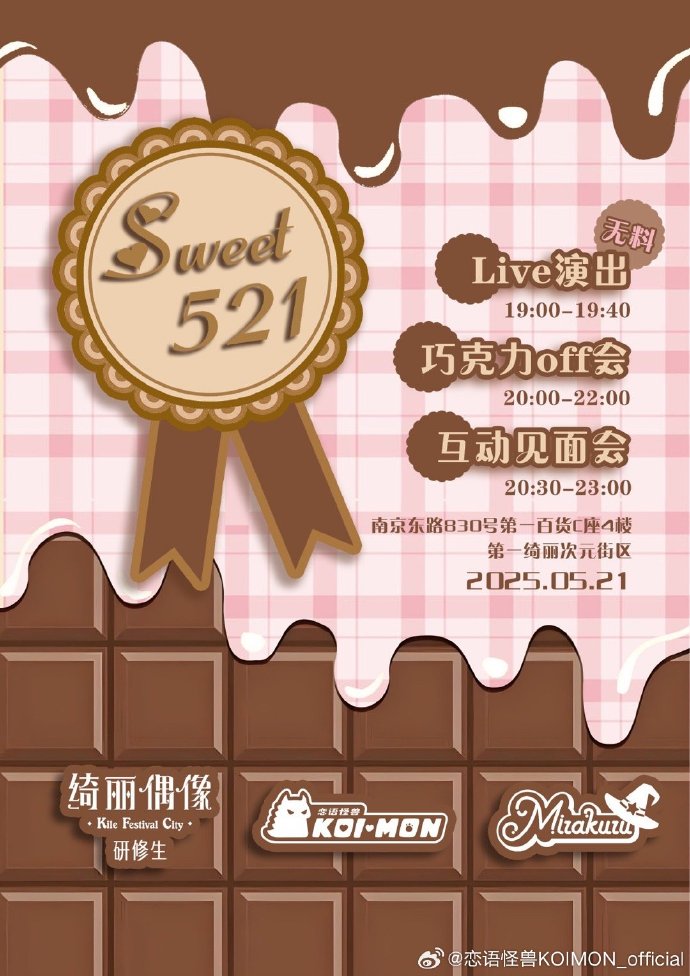 Sweet
521
无料
Live演出
19:00-19:40
巧克力off会
20:00-22:00
互动见面会
20:30-23:00
南京东路830号第一百货C座4楼
第一绮丽次元街区
2025.05.21
绮丽偶像
· Kile Festival City ·
研修生
恋语怪兽
KOI-MON
Mirakuru
@恋语怪兽KOIMON_official